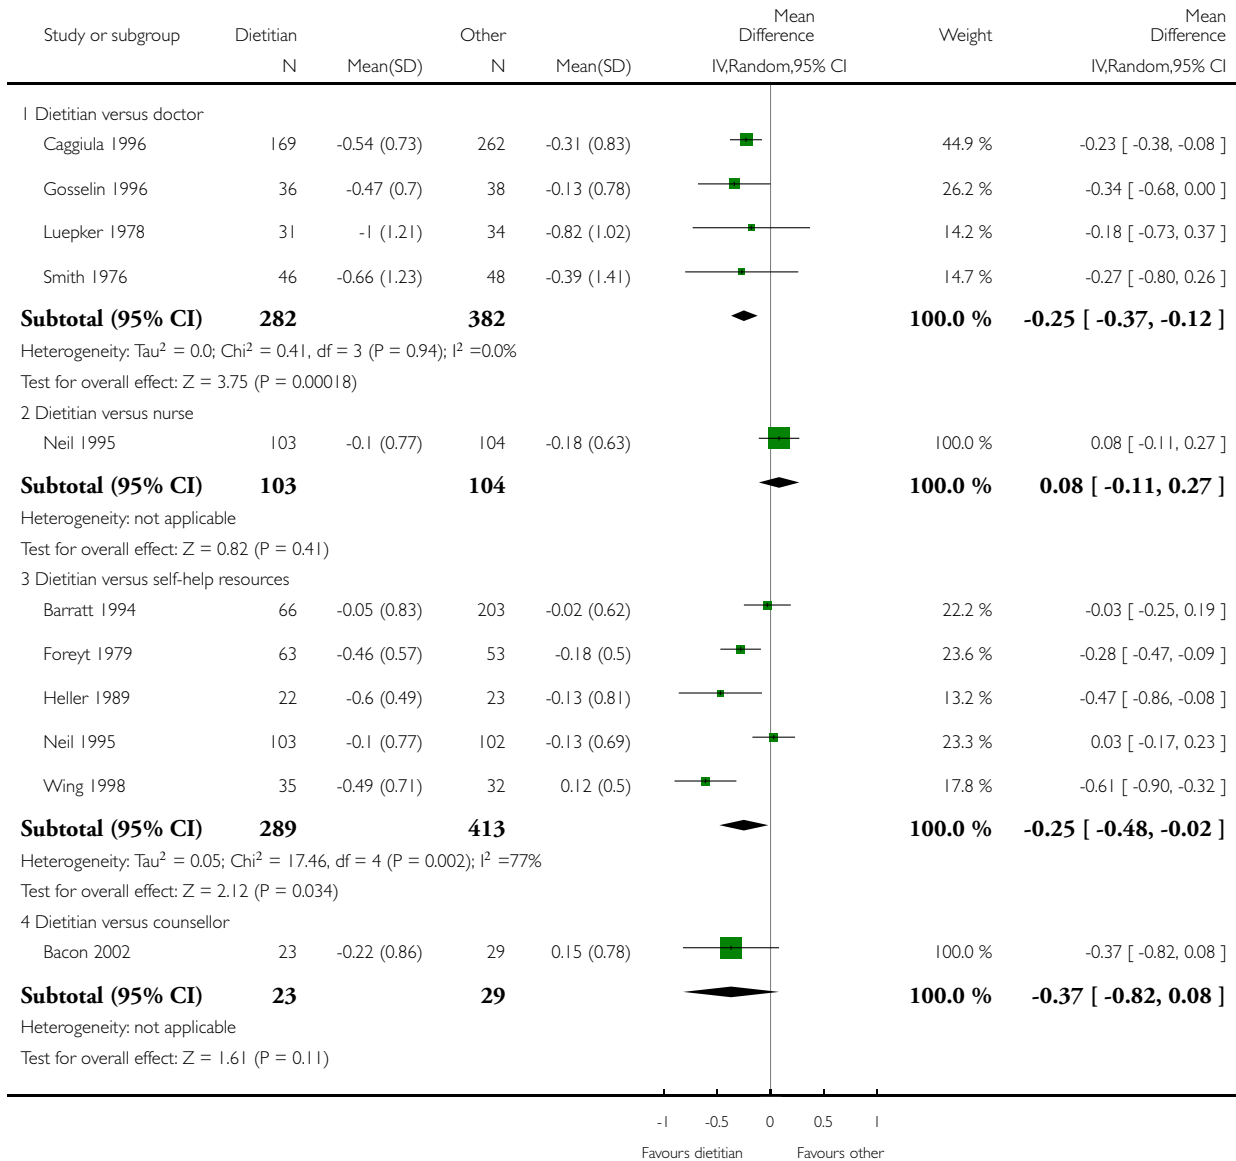 Study or subgroup Dietitian Other Mean Difference Weight Mean Difference
N Mean(SD) N Mean(SD) IV,Random,95% CI IV,Random,95% CI
1 Dietitian versus doctor
Caggiula 1996 169 -0.54 (0.73) 262 -0.31 (0.83) 44.9 % -0.23 [ -0.38, -0.08 ]
Gosselin 1996 36 -0.47 (0.7) 38 -0.13 (0.78) 26.2 % -0.34 [ -0.68, 0.00 ]
Luepker 1978 31 -1 (1.21) 34 -0.82 (1.02) 14.2 % -0.18 [ -0.73, 0.37 ]
Smith 1976 46 -0.66 (1.23) 48 -0.39 (1.41) 14.7 % -0.27 [ -0.80, 0.26 ]
Subtotal (95% CI) 282 382 100.0 % -0.25 [ -0.37, -0.12 ]
Heterogeneity: Tau² = 0.0; Chi² = 0.41, df = 3 (P = 0.94); I² =0.0%
Test for overall effect: Z = 3.75 (P = 0.00018)
2 Dietitian versus nurse
Neil 1995 103 -0.1 (0.77) 104 -0.18 (0.63) 100.0 % 0.08 [ -0.11, 0.27 ]
Subtotal (95% CI) 103 104 100.0 % 0.08 [ -0.11, 0.27 ]
Heterogeneity: not applicable
Test for overall effect: Z = 0.82 (P = 0.41)
3 Dietitian versus self-help resources
Barratt 1994 66 -0.05 (0.83) 203 -0.02 (0.62) 22.2 % -0.03 [ -0.25, 0.19 ]
Foreyt 1979 63 -0.46 (0.57) 53 -0.18 (0.5) 23.6 % -0.28 [ -0.47, -0.09 ]
Heller 1989 22 -0.6 (0.49) 23 -0.13 (0.81) 13.2 % -0.47 [ -0.86, -0.08 ]
Neil 1995 103 -0.1 (0.77) 102 -0.13 (0.69) 23.3 % 0.03 [ -0.17, 0.23 ]
Wing 1998 35 -0.49 (0.71) 32 0.12 (0.5) 17.8 % -0.61 [ -0.90, -0.32 ]
Subtotal (95% CI) 289 413 100.0 % -0.25 [ -0.48, -0.02 ]
Heterogeneity: Tau² = 0.05; Chi² = 17.46, df = 4 (P = 0.002); I² =77%
Test for overall effect: Z = 2.12 (P = 0.034)
4 Dietitian versus counsellor
Bacon 2002 23 -0.22 (0.86) 29 0.15 (0.78) 100.0 % -0.37 [ -0.82, 0.08 ]
Subtotal (95% CI) 23 29 100.0 % -0.37 [ -0.82, 0.08 ]
Heterogeneity: not applicable
Test for overall effect: Z = 1.61 (P = 0.11)
-1 -0.5 0 0.5 1
Favours dietitian Favours other